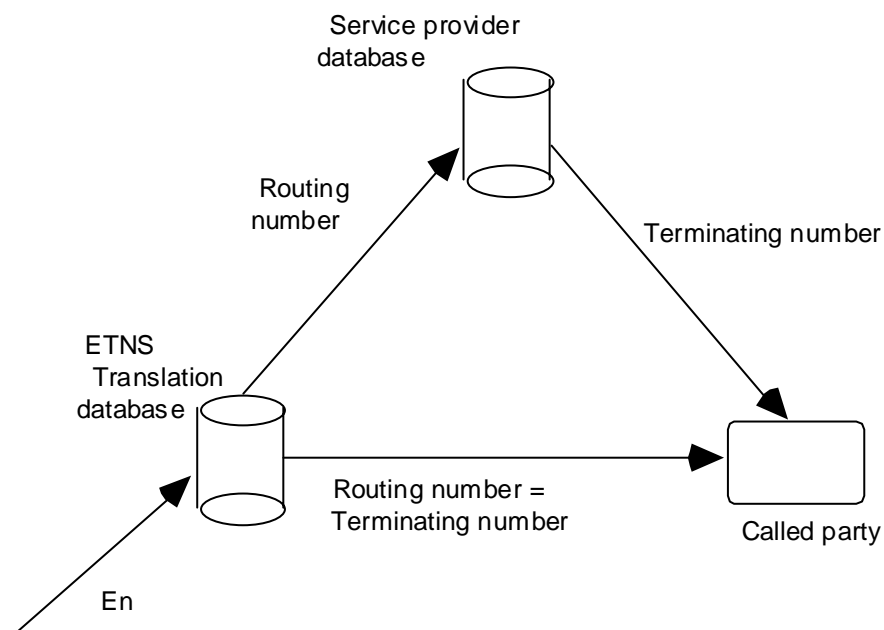 Service provider
database
Routing
number
Terminating number
ETNS
Translation
database
Routing number =
Terminating number
Called party
En